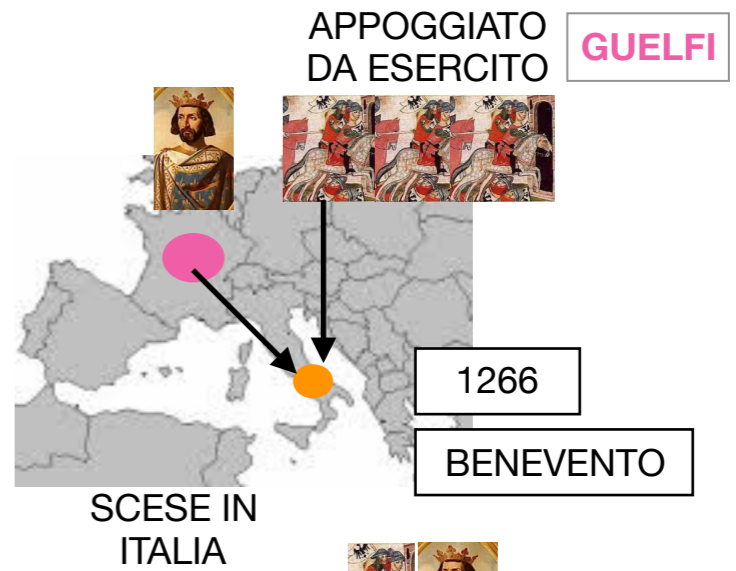 APPOGGIATO
DA ESERCITO
GUELFI
1266
BENEVENTO
SCESE IN
ITALIA